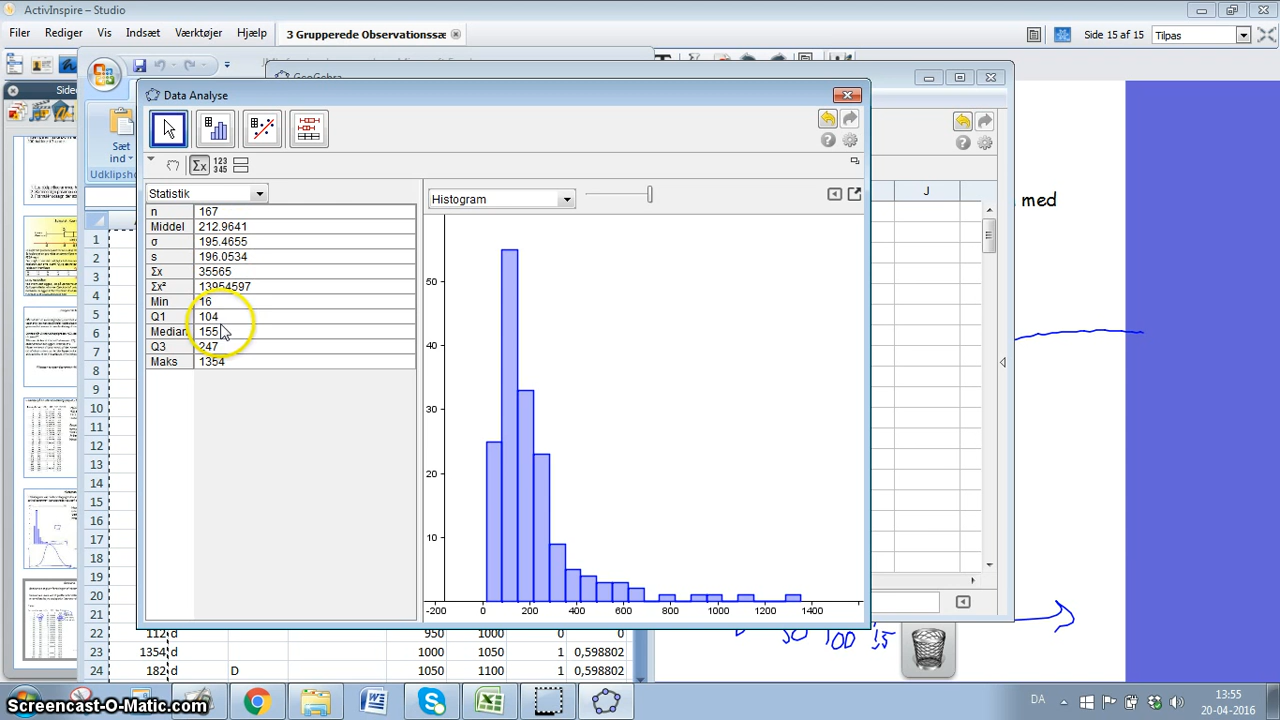 ActivInspire – Studio
Filer Rediger Vis Indsæt Værktøjer Hjælp
3 Grupperede Observationssæ
Side 15 af 15
Tilpas
GeoGebra
Data Analyse
Sæt
ind
Udklipsh
Statistik
n 167
Middel 212.9641
σ 195.4655
s 196.0534
Σx 35565
Σx² 13954597
Min 16
Q1 104
Median 155
Q3 247
Maks 1354
Histogram
50
40
30
20
10
-200 0 200 400 600 800 1000 1200 1400
J
med
1
2
3
4
5
6
7
8
9
10
11
12
13
14
15
16
17
18
19
20
21
22 112 d 950 1000 0 0
23 1354 d 1000 1050 1 0,598802
24 182 d D 1050 1100 1 0,598802
50 100 15
DA
13:55
20-04-2016
Screencast-O-Matic.com